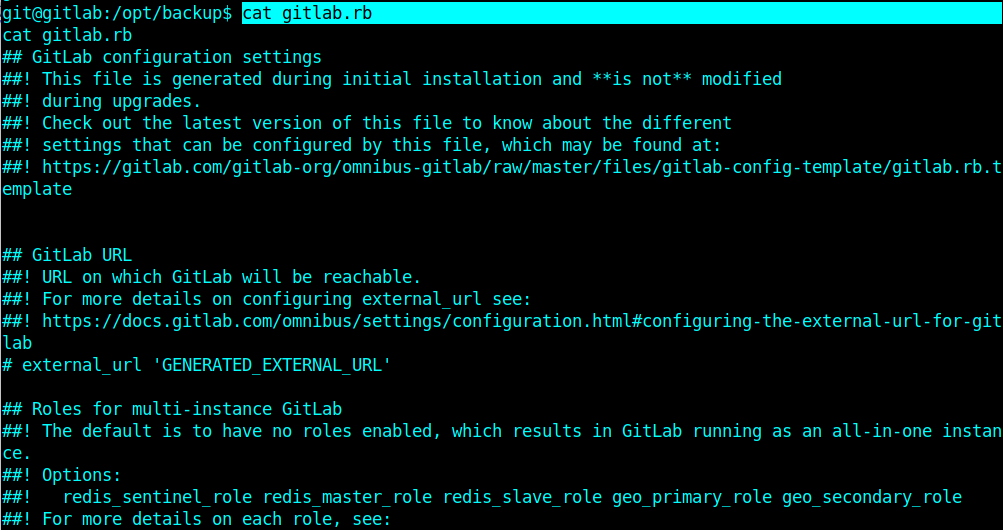 git@gitlab:/opt/backup$ cat gitlab.rb
cat gitlab.rb
## GitLab configuration settings
##! This file is generated during initial installation and **is not** modified
##! during upgrades.
##! Check out the latest version of this file to know about the different
##! settings that can be configured by this file, which may be found at:
##! https://gitlab.com/gitlab-org/omnibus-gitlab/raw/master/files/gitlab-config-template/gitlab.rb.t
emplate
## GitLab URL
##! URL on which GitLab will be reachable.
##! For more details on configuring external_url see:
##! https://docs.gitlab.com/omnibus/settings/configuration.html#configuring-the-external-url-for-git
lab
# external_url 'GENERATED_EXTERNAL_URL'
## Roles for multi-instance GitLab
##! The default is to have no roles enabled, which results in GitLab running as an all-in-one instan
ce.
##! Options:
##!   redis_sentinel_role redis_master_role redis_slave_role geo_primary_role geo_secondary_role
##! For more details on each role, see: